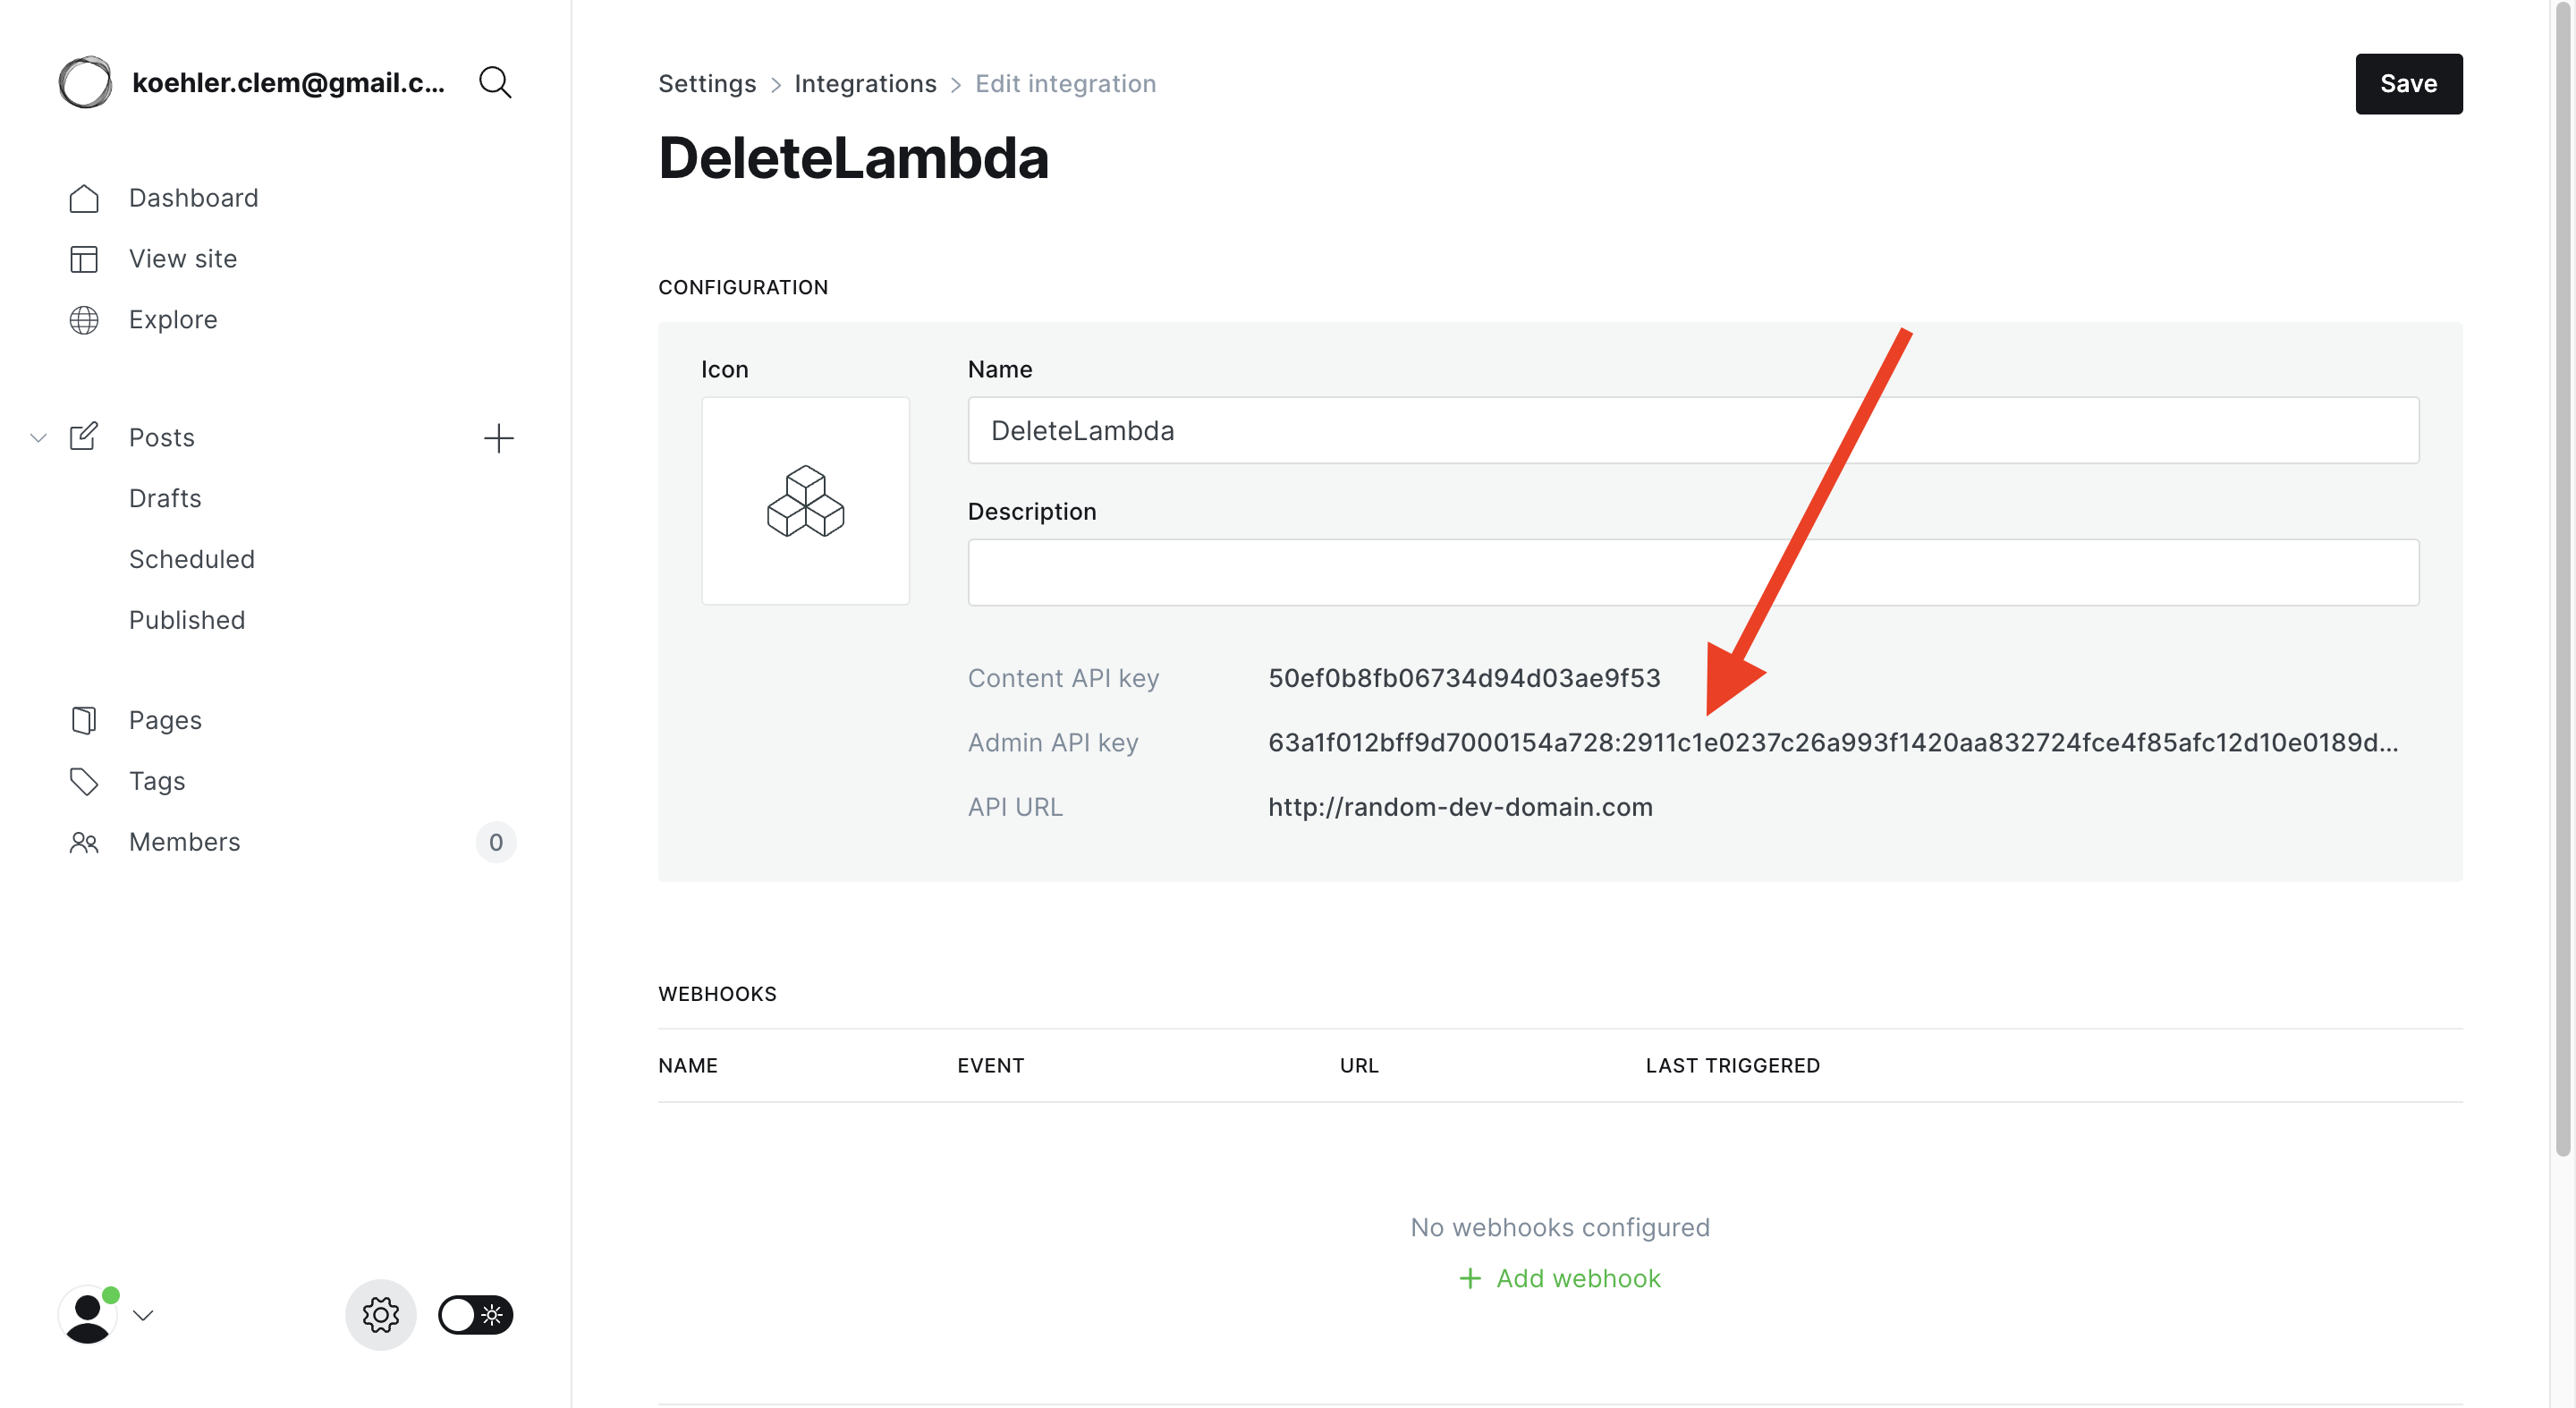 koehler.clem@gmail.c...
Dashboard
View site
Explore
Posts
Drafts
Scheduled
Published
Pages
Tags
Members
0
Settings > Integrations > Edit integration
Save
DeleteLambda
CONFIGURATION
Icon
Name
DeleteLambda
Description
Content API key 50ef0b8fb06734d94d03ae9f53
Admin API key 63a1f012bff9d7000154a728:2911c1e0237c26a993f1420aa832724fce4f85afc12d10e0189d...
API URL http://random-dev-domain.com
WEBHOOKS
NAME EVENT URL LAST TRIGGERED
No webhooks configured
+ Add webhook